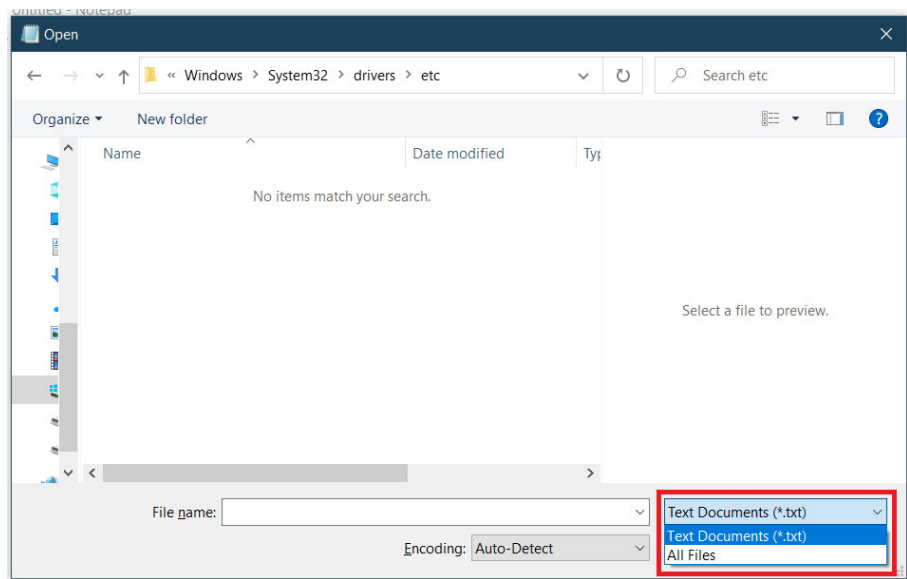 Untitled - Notepad
Open
« Windows > System32 > drivers > etc
Search etc
Organize
New folder
?
Name
Date modified
Typ
No items match your search.
Select a file to preview.
File name:
Text Documents (*.txt)
Text Documents (*.txt)
Encoding: Auto-Detect
All Files